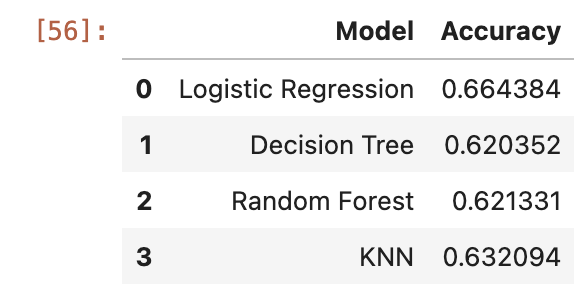 [56]:
Model Accuracy
0 Logistic Regression 0.664384
1 Decision Tree 0.620352
2 Random Forest 0.621331
3 KNN 0.632094